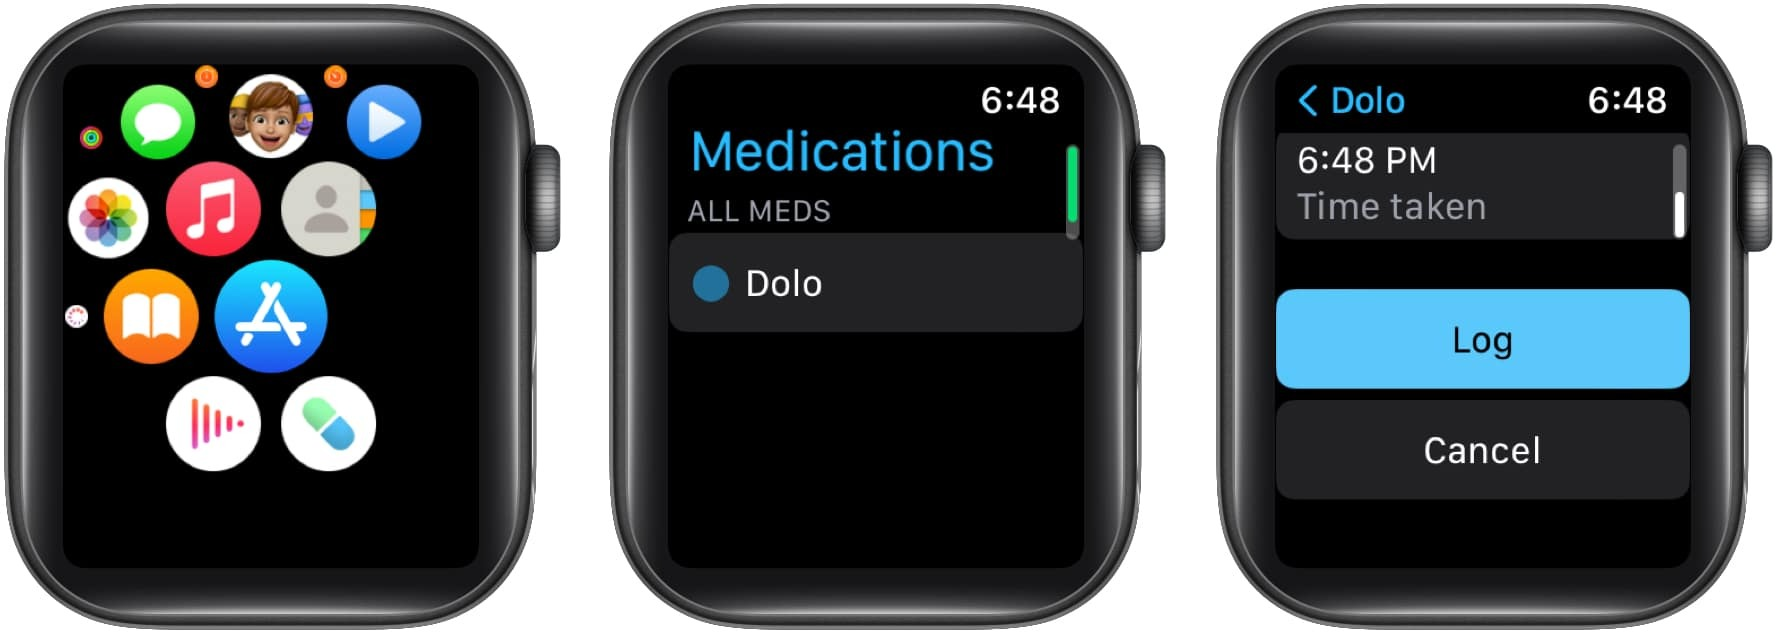 6:48
Medications
ALL MEDS
Dolo
Dolo 6:48
6:48 PM
Time taken
Log
Cancel